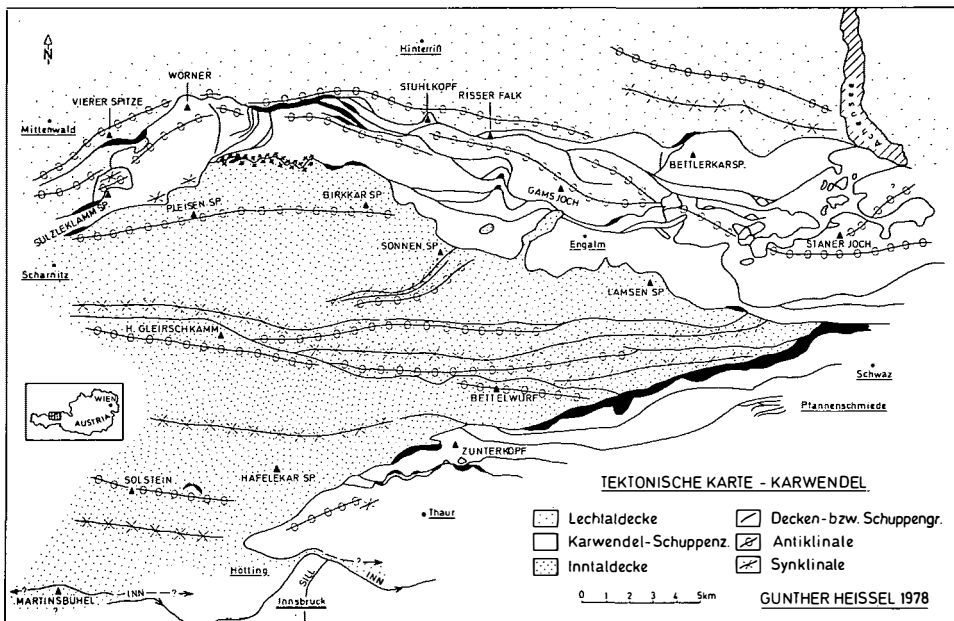 N
Hinterriß
WÖRNER
STUHLKOPF
VIERER SPITZE
RISSER FALK
Mittenwald
BETTLERKARSP.
GAMS JOCH
BIRKKAR SP
PLEISEN SP.
SULZLEKLAMM SP.
SONNEN SP
Engalm
STANER JOCH
Scharnitz
LAMSEN SP
H. GLEIRSCHKAMM
Schwaz
WIEN
AUSTRIA
BETTELWURF
Pfannenschmiede
ZUNTERKOPF
SOLSTEIN
HAFELEKAR SP
Thaur
Hötting
SILL
INN
INN
MARTINSBÜHEL
Innsbruck
TEKTONISCHE KARTE - KARWENDEL
Lechtaldecke
Decken- bzw. Schuppengr.
Karwendel-Schuppenz.
Antiklinale
Inntaldecke
Synklinale
0 1 2 3 4 5km
GUNTHER HEISSEL 1978